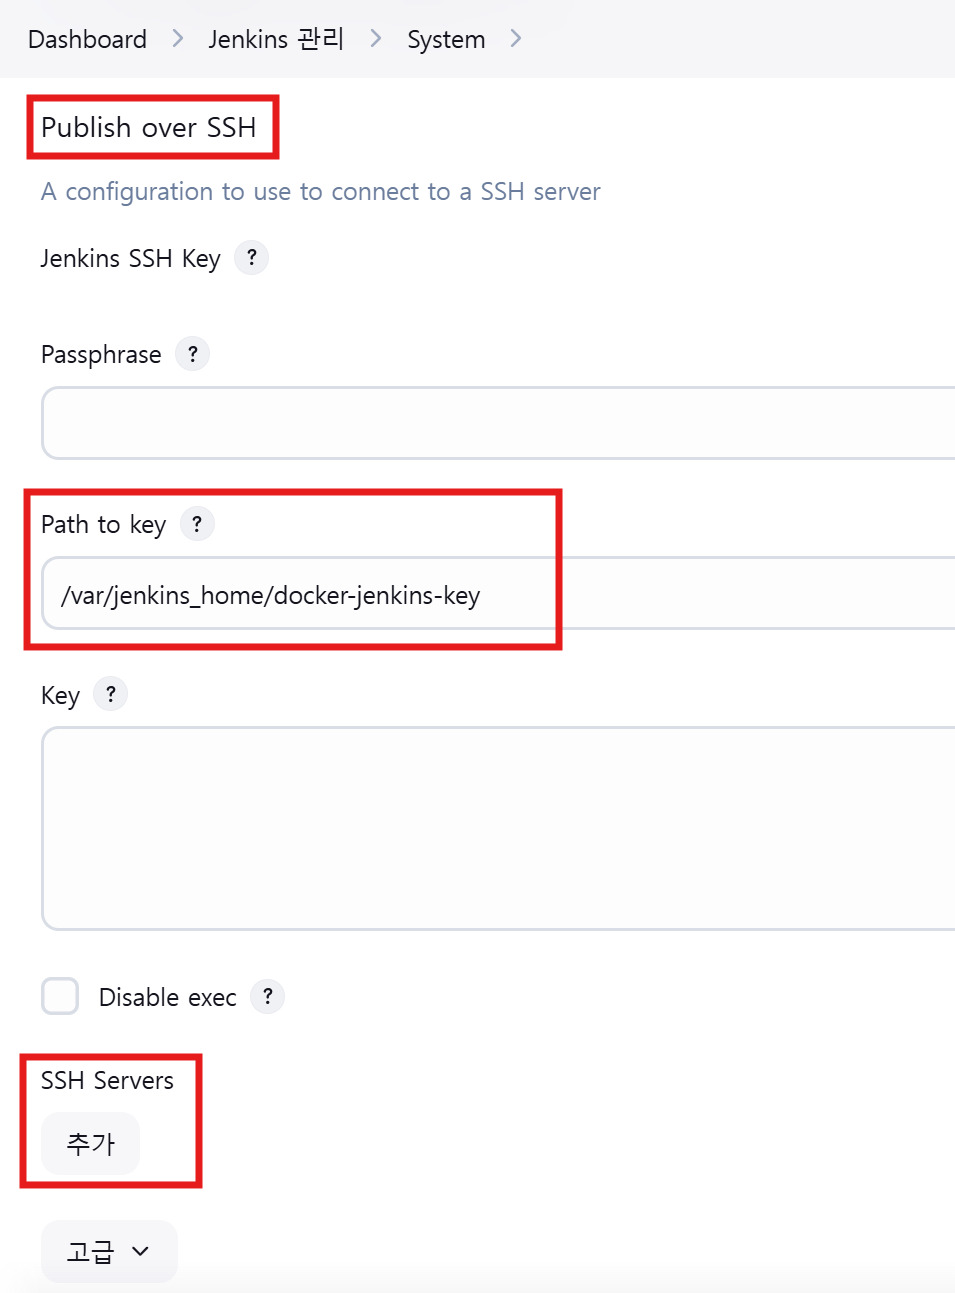 Dashboard > Jenkins 관리 > System >
Publish over SSH
A configuration to use to connect to a SSH server
Jenkins SSH Key ?
Passphrase ?
Path to key ?
/var/jenkins_home/docker-jenkins-key
Key ?
Disable exec ?
SSH Servers
추가
고급